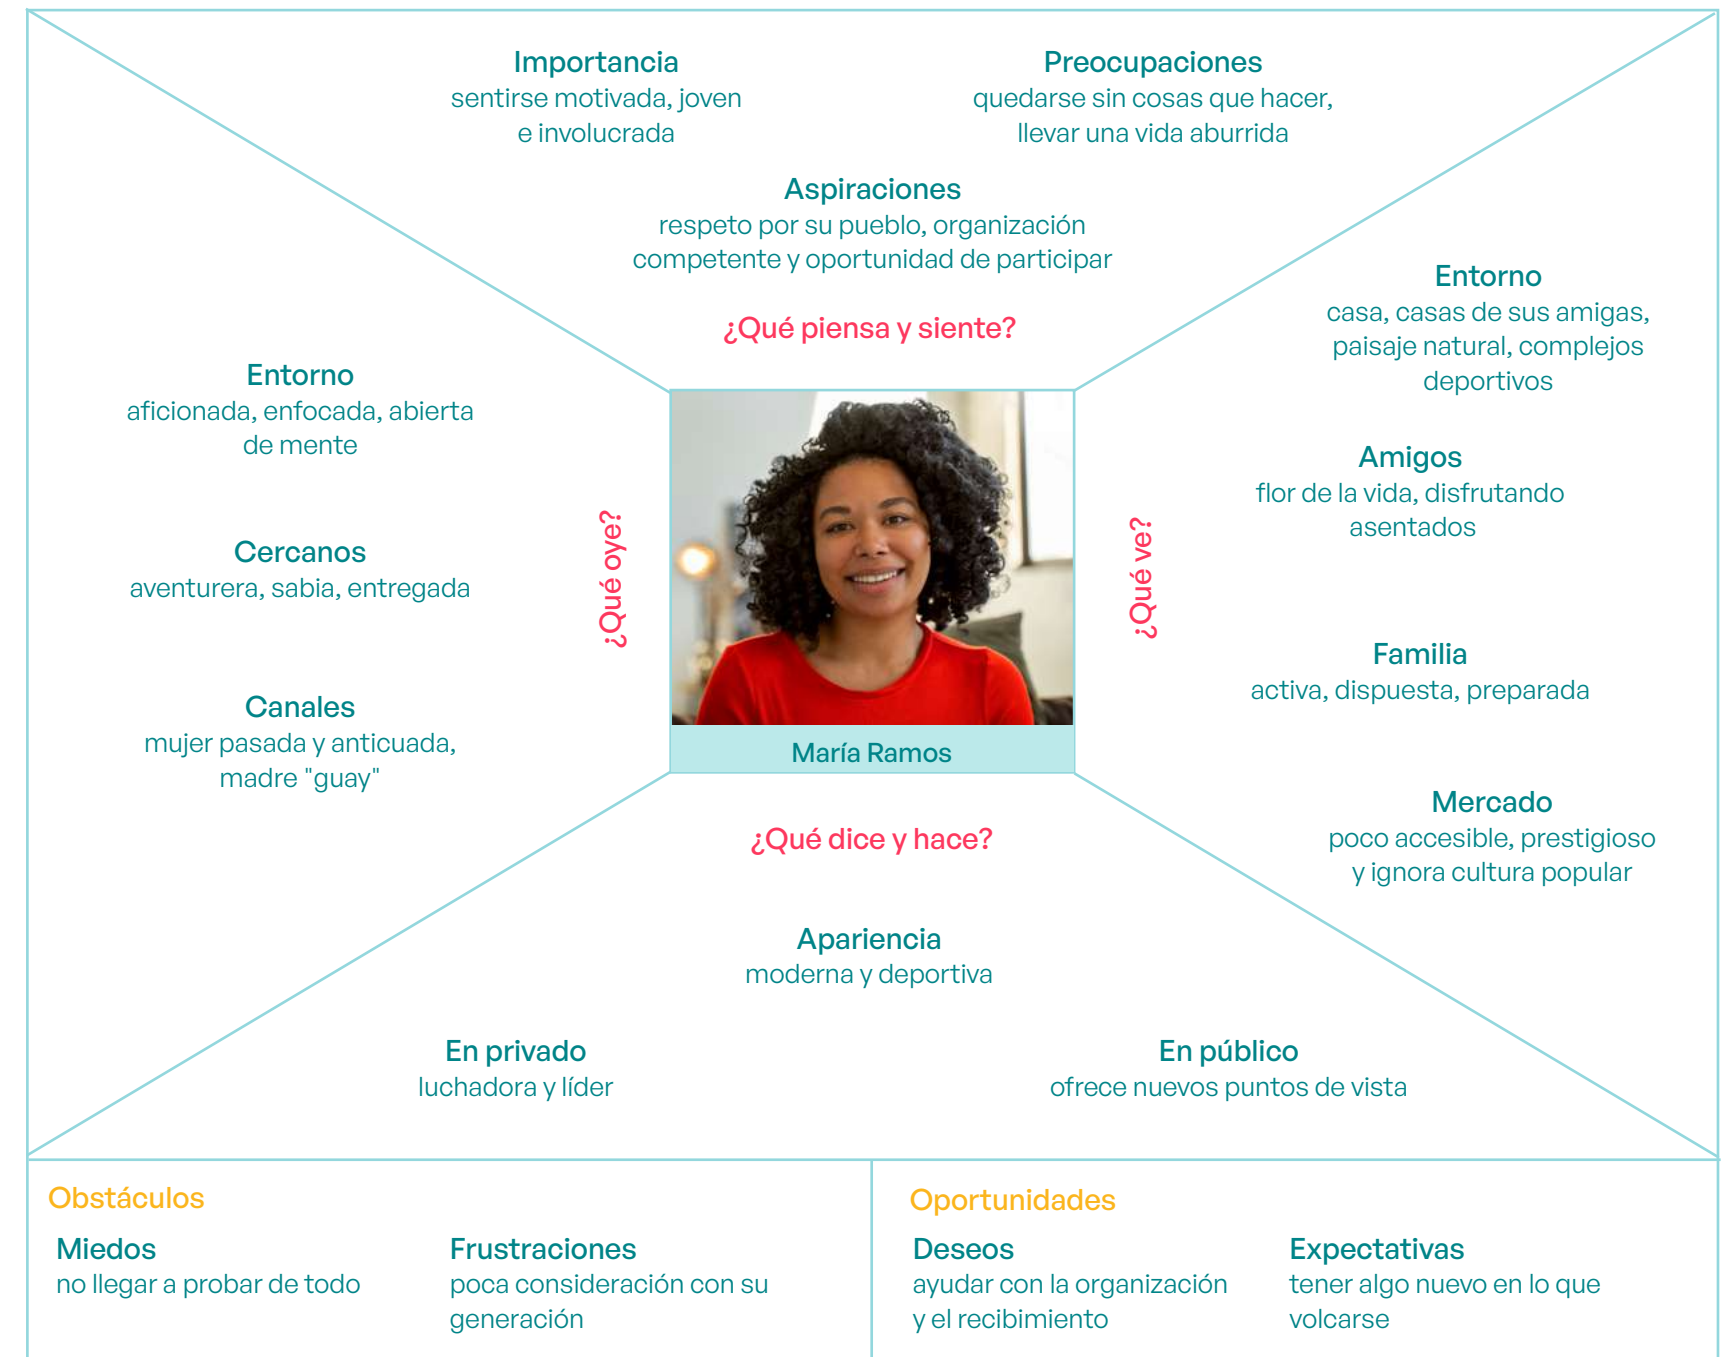 Importancia
sentirse motivada, joven
e involucrada
Preocupaciones
quedarse sin cosas que hacer,
llevar una vida aburrida
Aspiraciones
respeto por su pueblo, organización
competente y oportunidad de participar
¿Qué piensa y siente?
Entorno
aficionada, enfocada, abierta
de mente
Cercanos
aventurera, sabia, entregada
Canales
mujer pasada y anticuada,
madre "guay"
¿Qué oye?
María Ramos
¿Qué ve?
Entorno
casa, casas de sus amigas,
paisaje natural, complejos
deportivos
Amigos
flor de la vida, disfrutando
asentados
Familia
activa, dispuesta, preparada
Mercado
poco accesible, prestigioso
y ignora cultura popular
¿Qué dice y hace?
Apariencia
moderna y deportiva
En privado
luchadora y líder
En público
ofrece nuevos puntos de vista
Obstáculos
Miedos
no llegar a probar de todo
Frustraciones
poca consideración con su
generación
Oportunidades
Deseos
ayudar con la organización
y el recibimiento
Expectativas
tener algo nuevo en lo que
volcarse